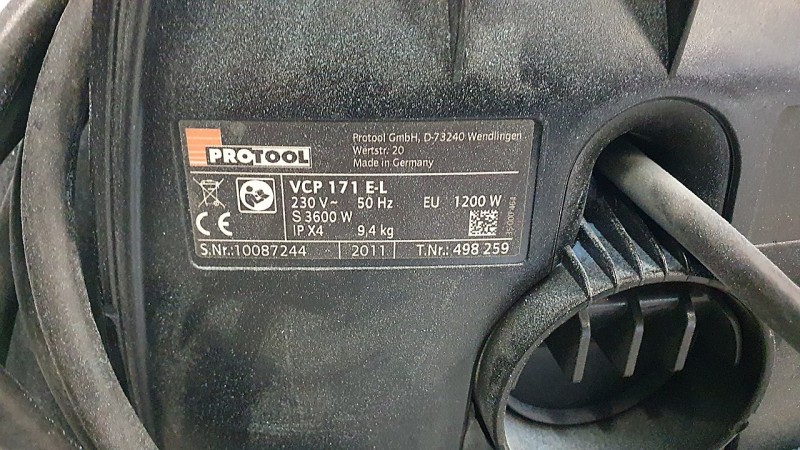 PROTOOL
Protool GmbH, D-73240 Wendlingen
Wertstr. 20
Made in Germany
VCP 171 E-L
230 V~ 50 Hz EU 1200 W
S 3600 W
IP X4 9,4 kg
CE
S.Nr.:10087244 2011 T.Nr.: 498 259